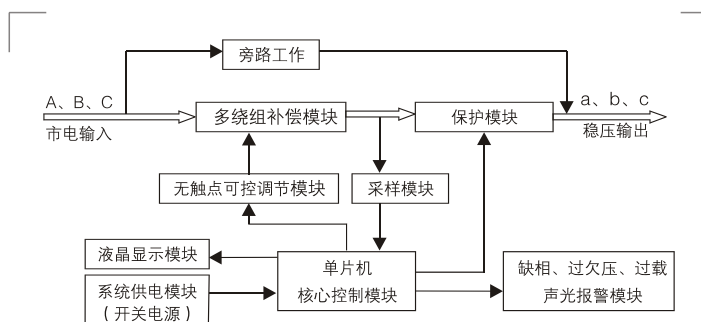 旁路工作
A、B、C
a、b、c
市电输入
多绕组补偿模块
保护模块
稳压输出
无触点可控调节模块
采样模块
液晶显示模块
单片机
核心控制模块
缺相、过欠压、过载
声光报警模块
系统供电模块
（开关电源）